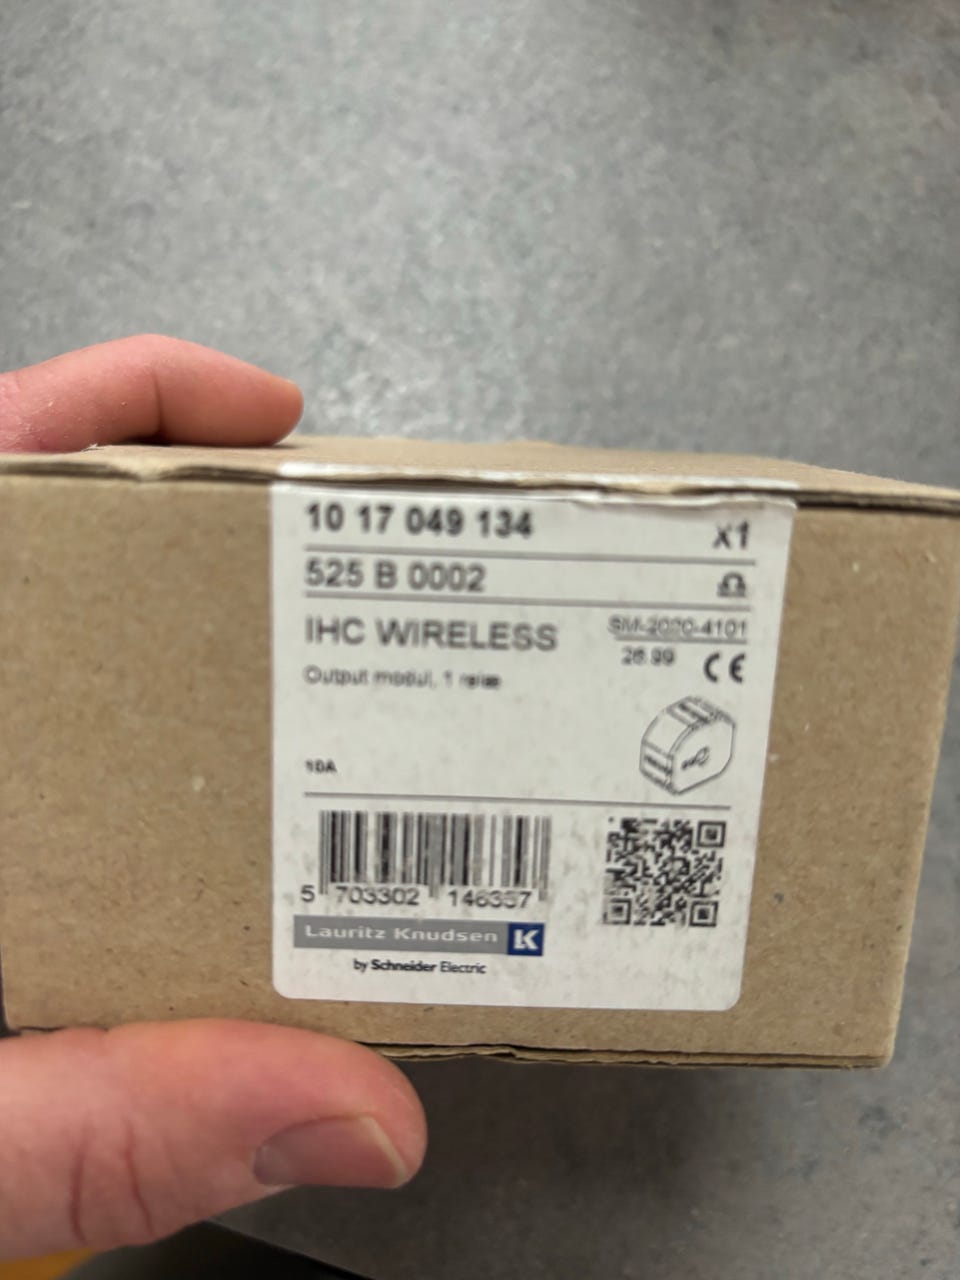 10 17 049 134
x1
525 B 0002
IHC WIRELESS
SM-2020-4101
26.99
CE
Output modul, 1 relæ
10A
5 703302 146357
Lauritz Knudsen LK
by Schneider Electric